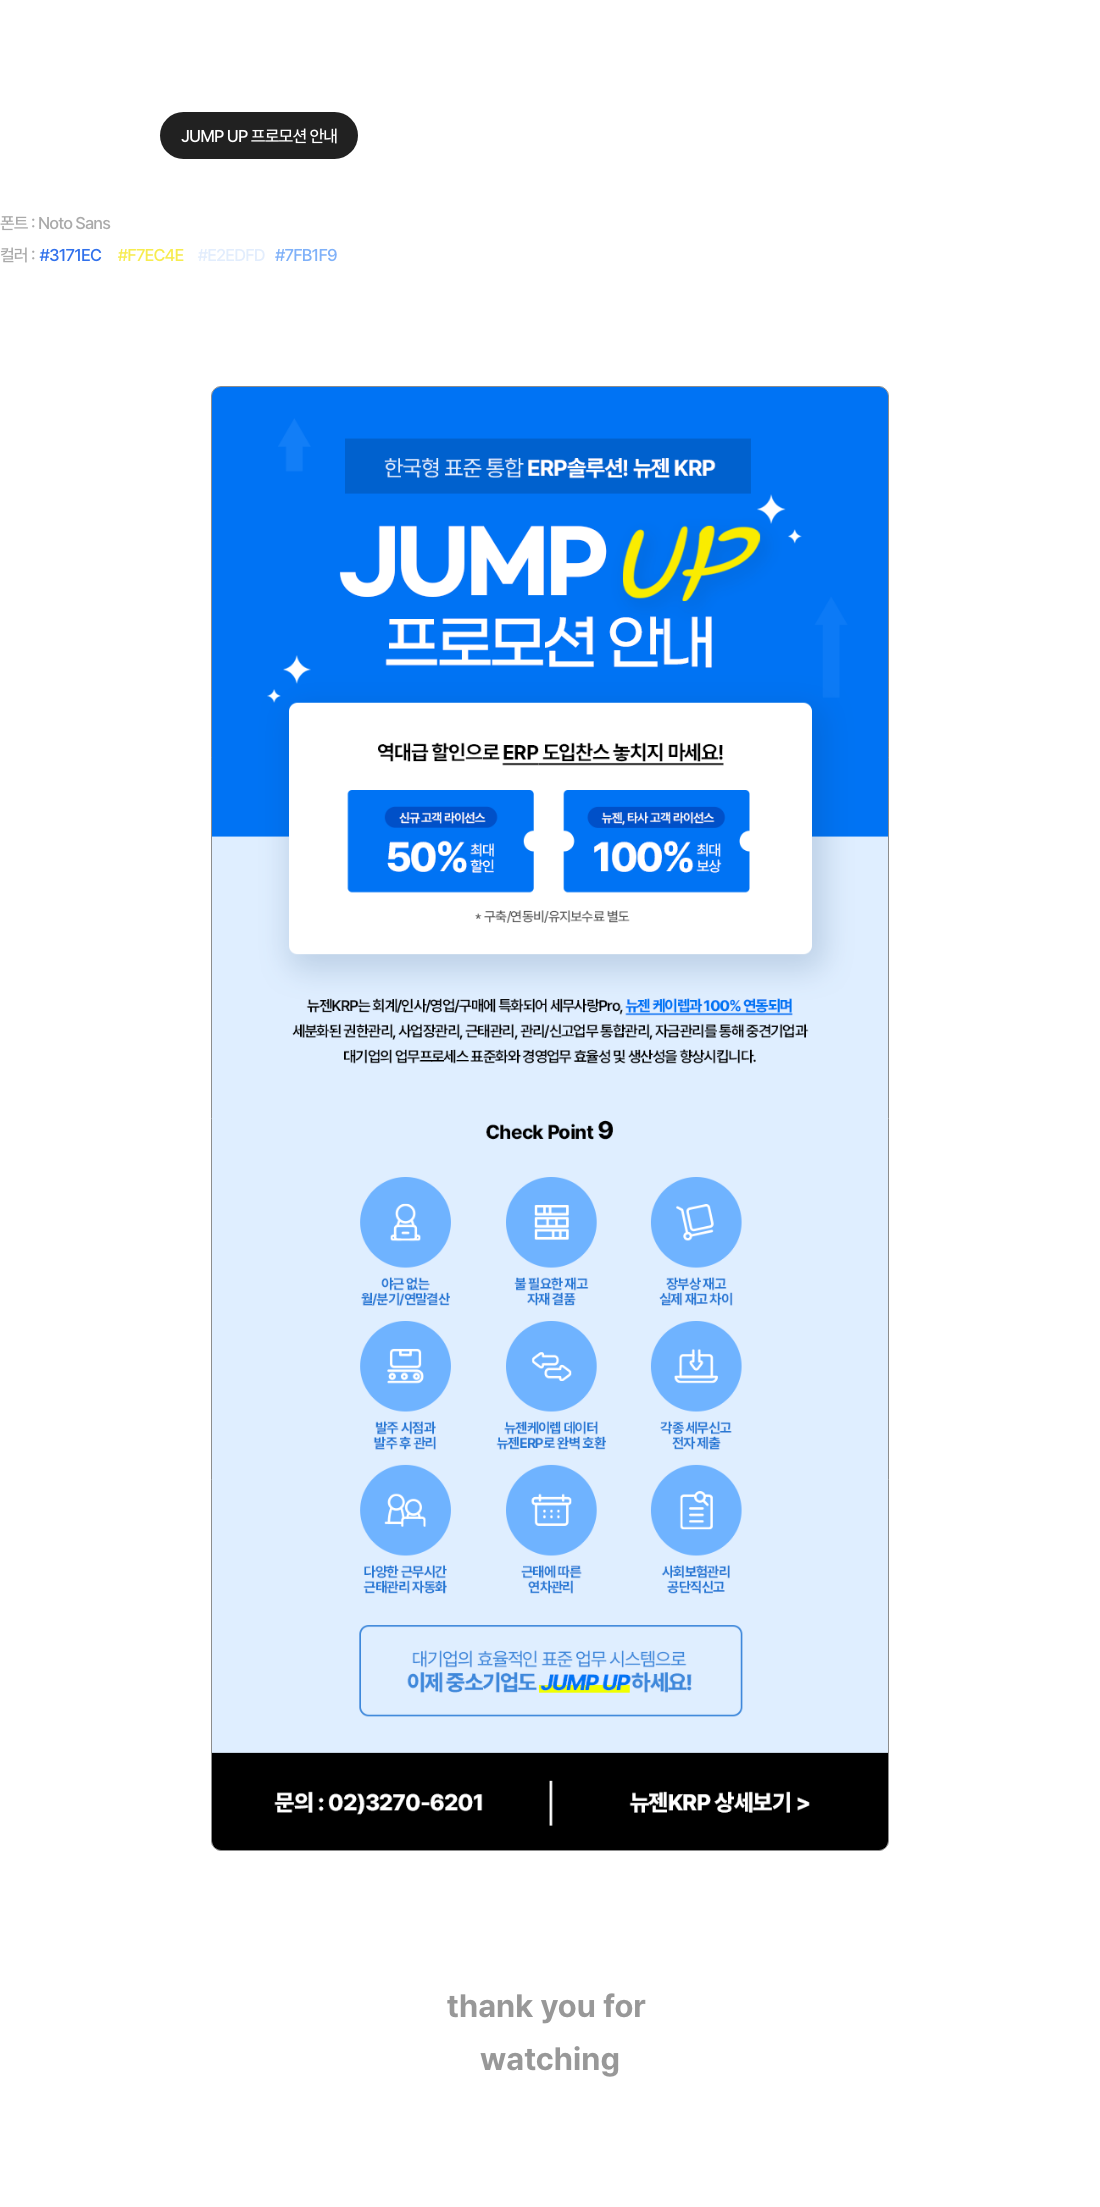 JUMP UP 프로모션 안내
폰트 : Noto Sans
컬러 : #3171EC #F7EC4E #E2EDFD #7FB1F9
한국형 표준 통합 ERP솔루션! 뉴젠 KRP
JUMP UP
프로모션 안내
역대급 할인으로 ERP 도입찬스 놓치지 마세요!
신규 고객 라이선스
50% 최대
할인
뉴젠, 타사 고객 라이선스
100% 최대
보상
* 구축/연동비/유지보수료 별도
뉴젠KRP는 회계/인사/영업/구매에 특화되어 세무사랑Pro, 뉴젠 케이렙과 100% 연동되며
세분화된 권한관리, 사업장관리, 근태관리, 관리/신고업무 통합관리, 자금관리를 통해 중견기업과
대기업의 업무프로세스 표준화와 경영업무 효율성 및 생산성을 향상시킵니다.
Check Point 9
야근 없는
월/분기/연말결산
불 필요한 재고
자재 결품
장부상 재고
실제 재고 차이
발주 시점과
발주 후 관리
뉴젠케이렙 데이터
뉴젠ERP로 완벽 호환
각종 세무신고
전자 제출
다양한 근무시간
근태관리 자동화
근태에 따른
연차관리
사회보험관리
공단직신고
대기업의 효율적인 표준 업무 시스템으로
이제 중소기업도 JUMP UP 하세요!
문의 : 02)3270-6201
뉴젠KRP 상세보기 >
thank you for
watching